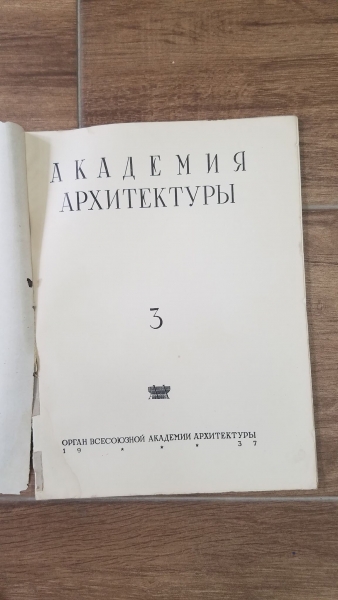 АКАДЕМИЯ
АРХИТЕКТУРЫ
3
ОРГАН ВСЕСОЮЗНОЙ АКАДЕМИИ АРХИТЕКТУРЫ
19 * * * 37